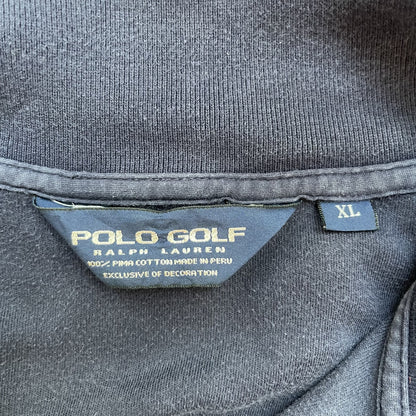 POLO GOLF
RALPH LAUREN
100% PIMA COTTON MADE IN PERU
EXCLUSIVE OF DECORATION
XL